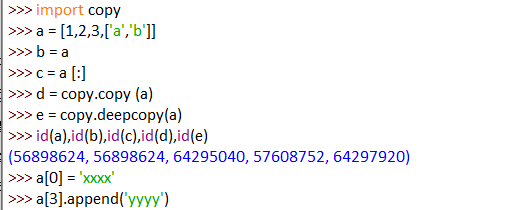 >>> import copy
>>> a = [1,2,3,['a','b']]
>>> b = a
>>> c = a [:]
>>> d = copy.copy (a)
>>> e = copy.deepcopy(a)
>>> id(a),id(b),id(c),id(d),id(e)
(56898624, 56898624, 64295040, 57608752, 64297920)
>>> a[0] = 'xxxx'
>>> a[3].append('yyyy')